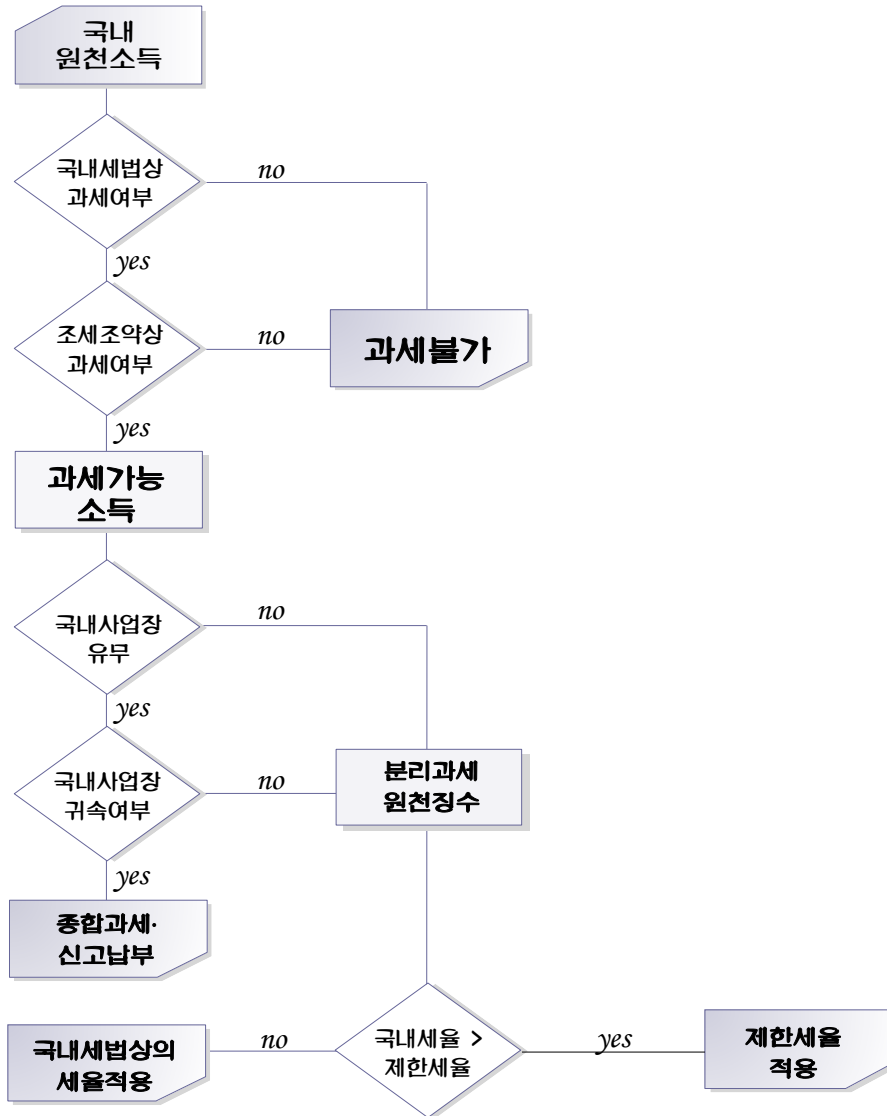 국내
원천소득
국내세법상
과세여부
no
yes
조세조약상
과세여부
no
과세불가
yes
과세가능
소득
국내사업장
유무
no
yes
국내사업장
귀속여부
no
분리과세
원천징수
yes
종합과세·
신고납부
국내세법상의
세율적용
no
국내세율 >
제한세율
yes
제한세율
적용